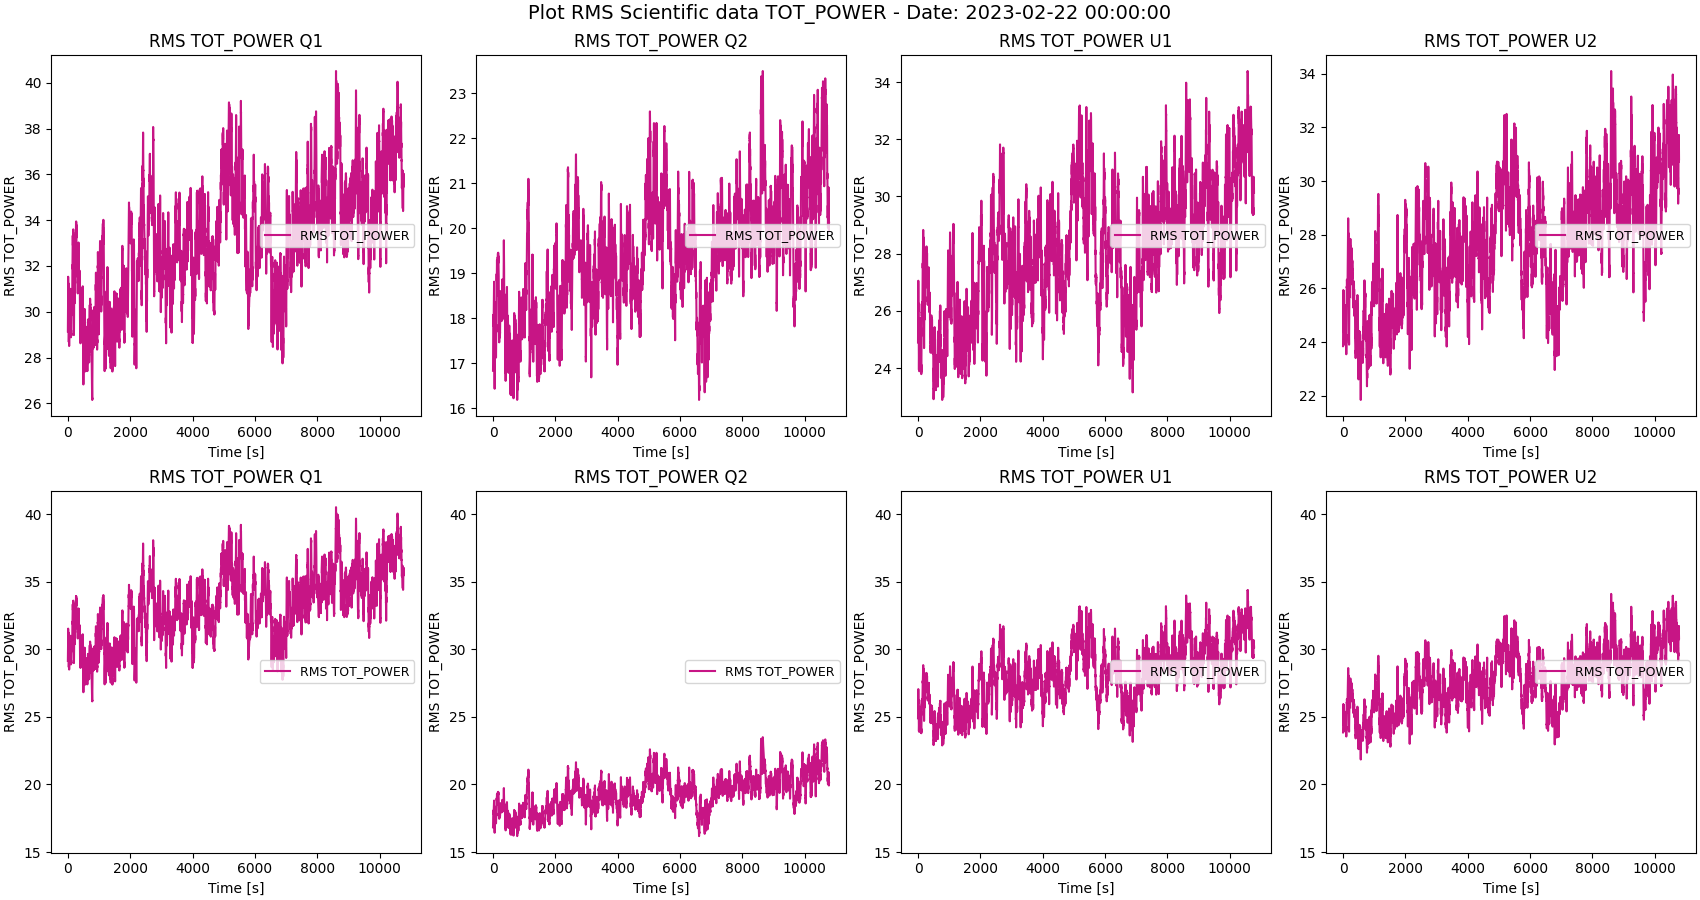 Plot RMS Scientific data TOT_POWER - Date: 2023-02-22 00:00:00
RMS TOT_POWER Q1
RMS TOT_POWER
40
38
36
34
32
30
28
26
RMS TOT_POWER
0 2000 4000 6000 8000 10000
Time [s]
RMS TOT_POWER Q2
RMS TOT_POWER
23
22
21
20
19
18
17
16
RMS TOT_POWER
0 2000 4000 6000 8000 10000
Time [s]
RMS TOT_POWER U1
RMS TOT_POWER
34
32
30
28
26
24
RMS TOT_POWER
0 2000 4000 6000 8000 10000
Time [s]
RMS TOT_POWER U2
RMS TOT_POWER
34
32
30
28
26
24
22
RMS TOT_POWER
0 2000 4000 6000 8000 10000
Time [s]
RMS TOT_POWER Q1
RMS TOT_POWER
40
35
30
25
20
15
RMS TOT_POWER
0 2000 4000 6000 8000 10000
Time [s]
RMS TOT_POWER Q2
RMS TOT_POWER
40
35
30
25
20
15
RMS TOT_POWER
0 2000 4000 6000 8000 10000
Time [s]
RMS TOT_POWER U1
RMS TOT_POWER
40
35
30
25
20
15
RMS TOT_POWER
0 2000 4000 6000 8000 10000
Time [s]
RMS TOT_POWER U2
RMS TOT_POWER
40
35
30
25
20
15
RMS TOT_POWER
0 2000 4000 6000 8000 10000
Time [s]